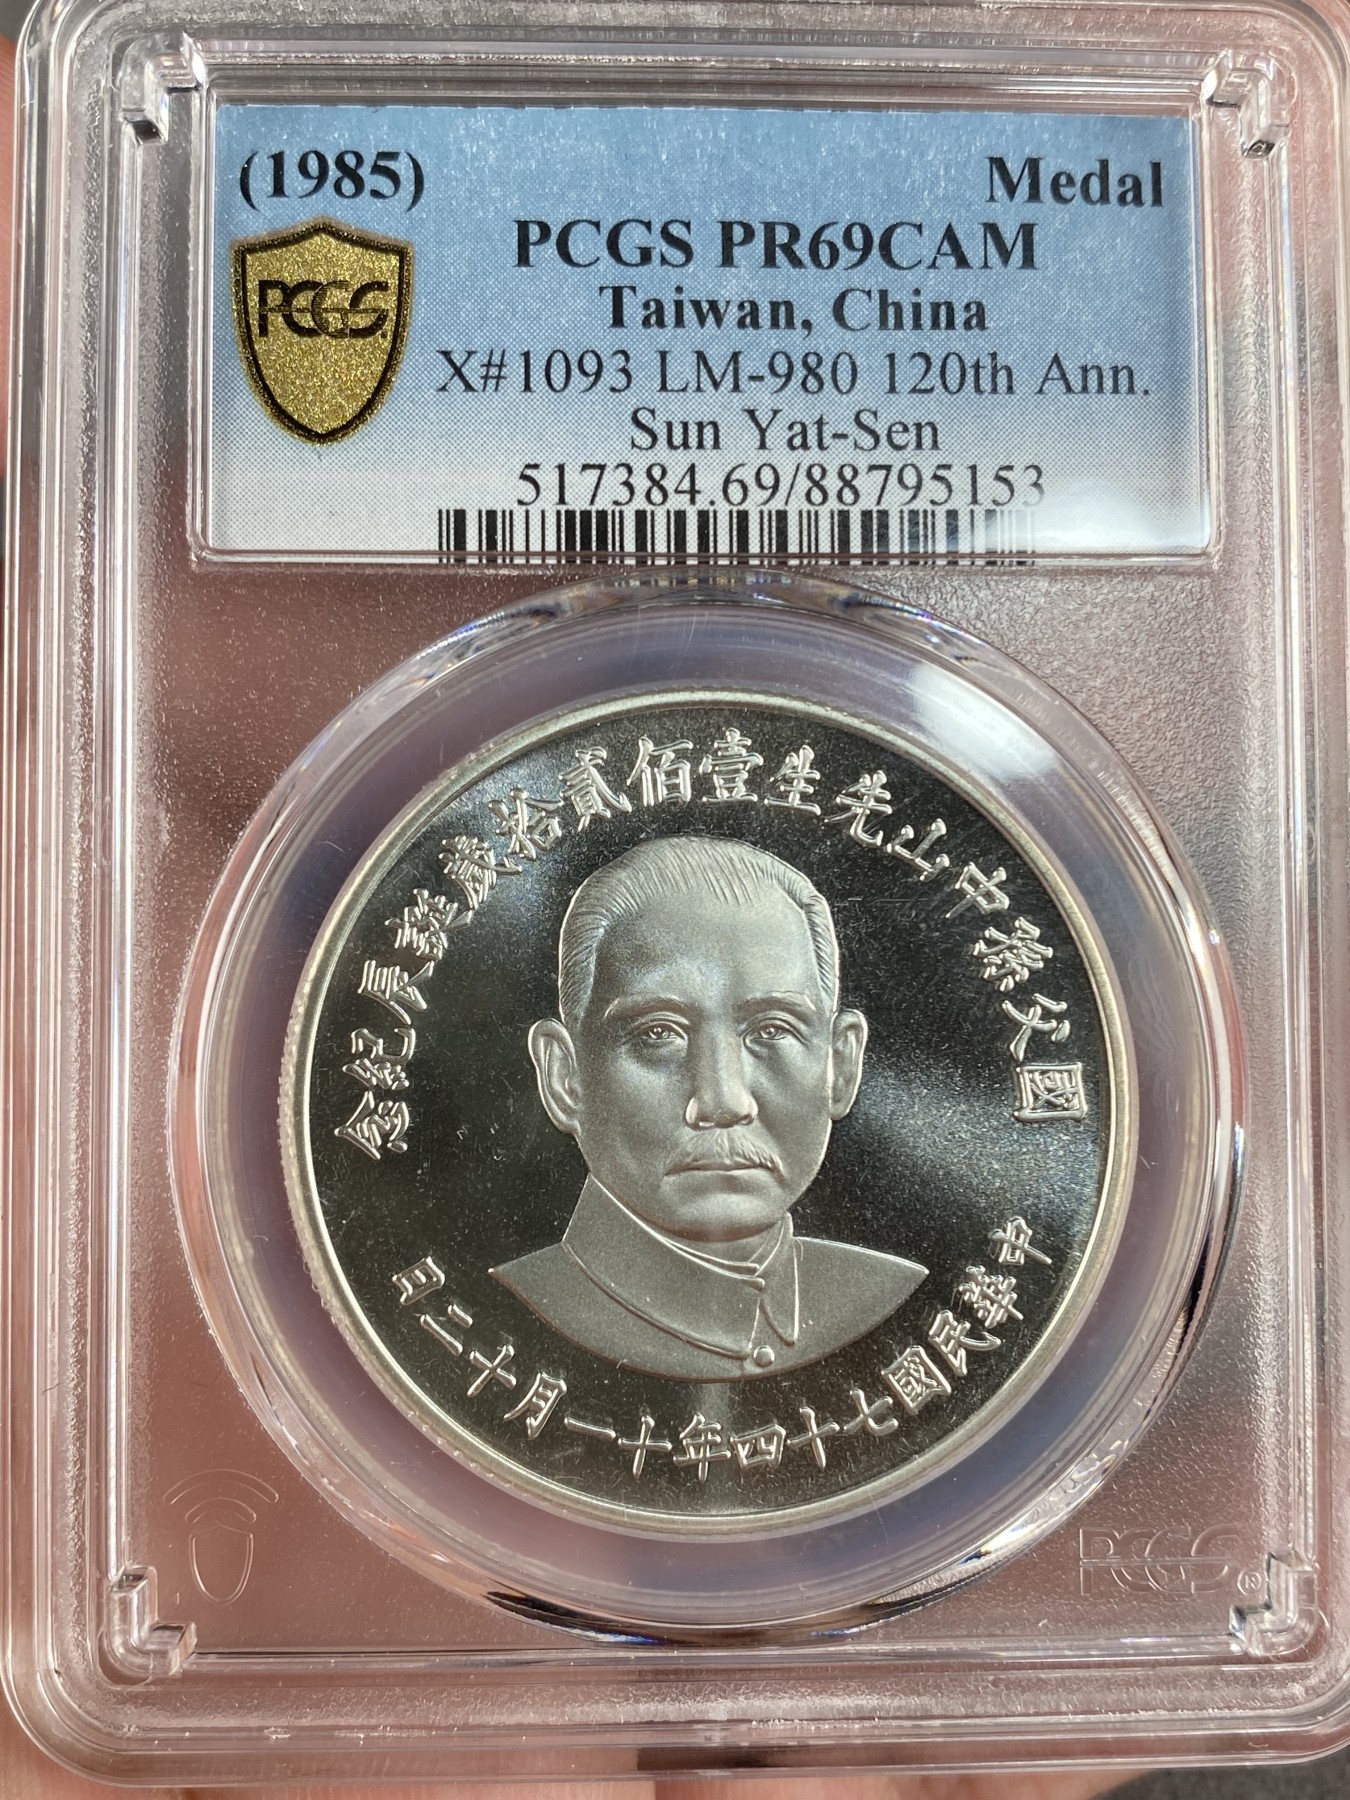 (1985) Medal
PCGS PR69CAM
PCGS
Taiwan, China
X#1093 LM-980 120th Ann.
Sun Yat-Sen
517384.69/88795153
國父孫中山先生壹佰貳拾歲誕辰紀念
中華民國七十四年十一月十二日
PCGS®